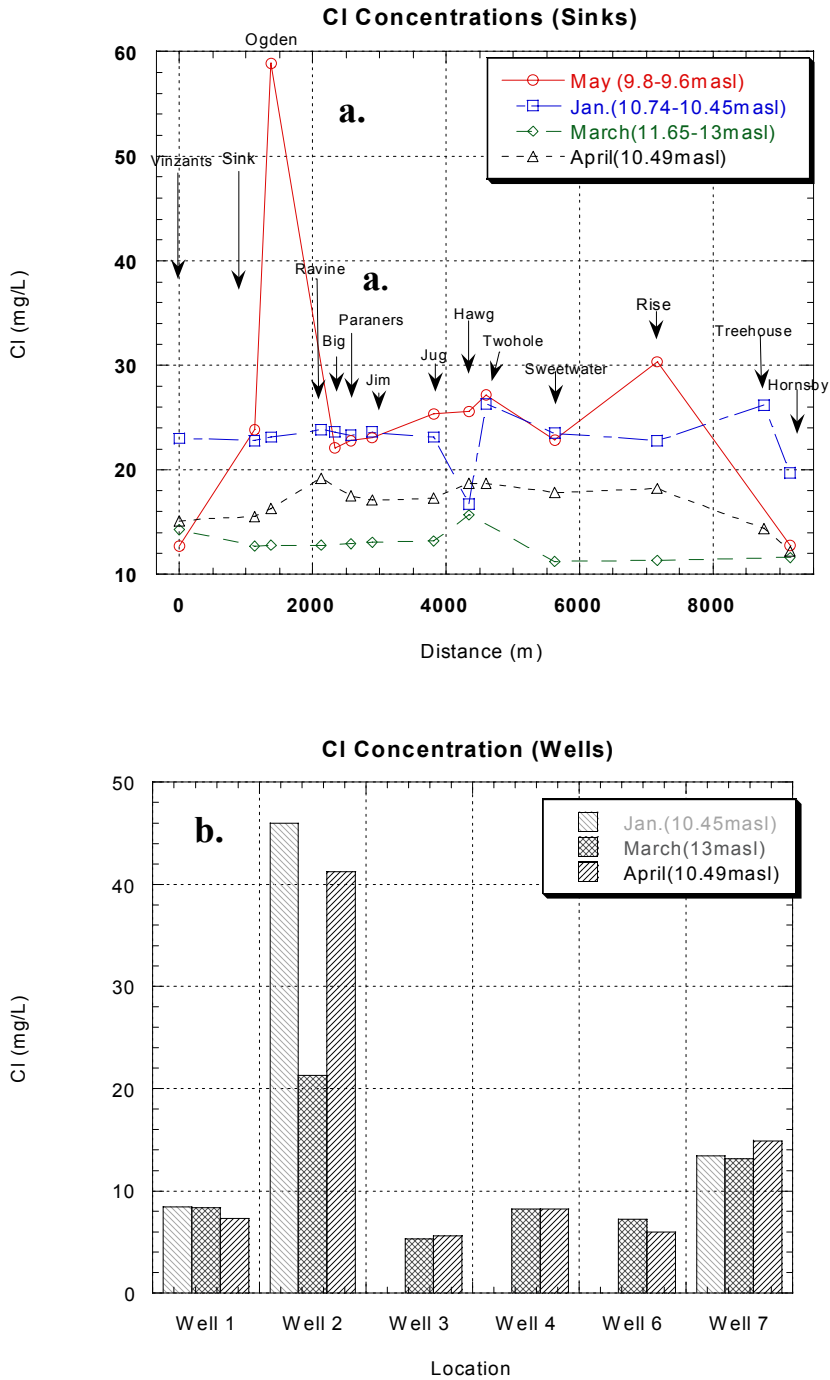 Cl Concentrations (Sinks)
Cl (mg/L)
60
50
40
30
20
10
a.
a.
May (9.8-9.6masl)
Jan.(10.74-10.45masl)
March(11.65-13masl)
April(10.49masl)
Ogden
Vinzants
Sink
Ravine
Big
Paraners
Jim
Jug
Hawg
Twohole
Sweetwater
Rise
Treehouse
Hornsby
0 2000 4000 6000 8000
Distance (m)
Cl Concentration (Wells)
Cl (mg/L)
50
40
30
20
10
0
b.
Jan.(10.45masl)
March(13masl)
April(10.49masl)
Well 1 Well 2 Well 3 Well 4 Well 6 Well 7
Location